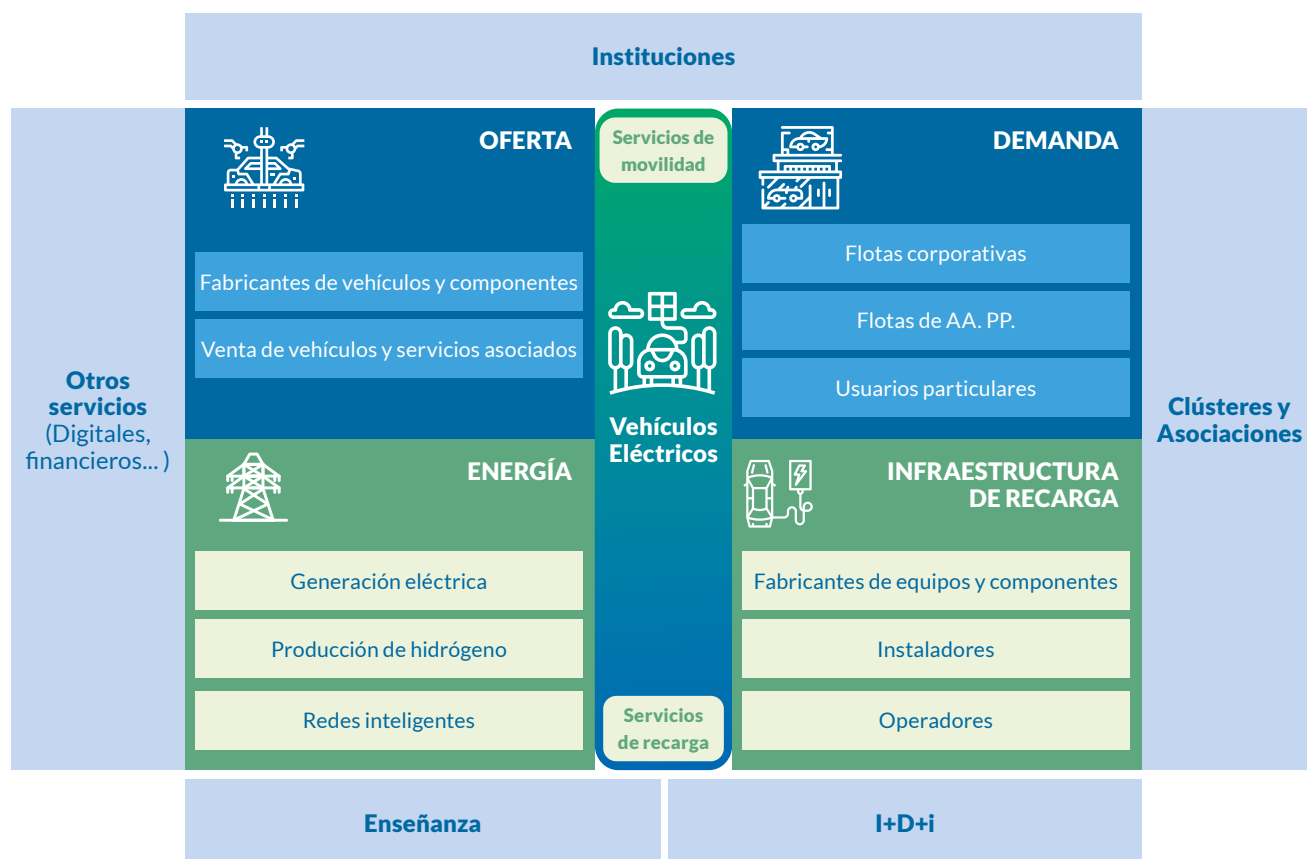 Instituciones
OFERTA
Fabricantes de vehículos y componentes
Venta de vehículos y servicios asociados
Servicios de
movilidad
Vehículos
Eléctricos
Servicios
de recarga
DEMANDA
Flotas corporativas
Flotas de AA. PP.
Usuarios particulares
Otros
servicios
(Digitales,
financieros... )
Clústeres y
Asociaciones
ENERGÍA
Generación eléctrica
Producción de hidrógeno
Redes inteligentes
INFRAESTRUCTURA
DE RECARGA
Fabricantes de equipos y componentes
Instaladores
Operadores
Enseñanza
I+D+i